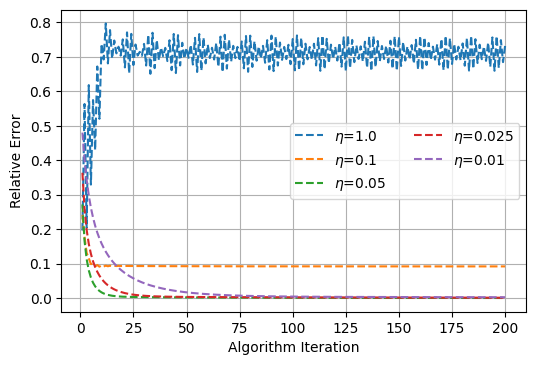 0.8
0.7
0.6
0.5
0.4
0.3
0.2
0.1
0.0
Relative Error
η=1.0
η=0.1
η=0.05
η=0.025
η=0.01
0 25 50 75 100 125 150 175 200
Algorithm Iteration